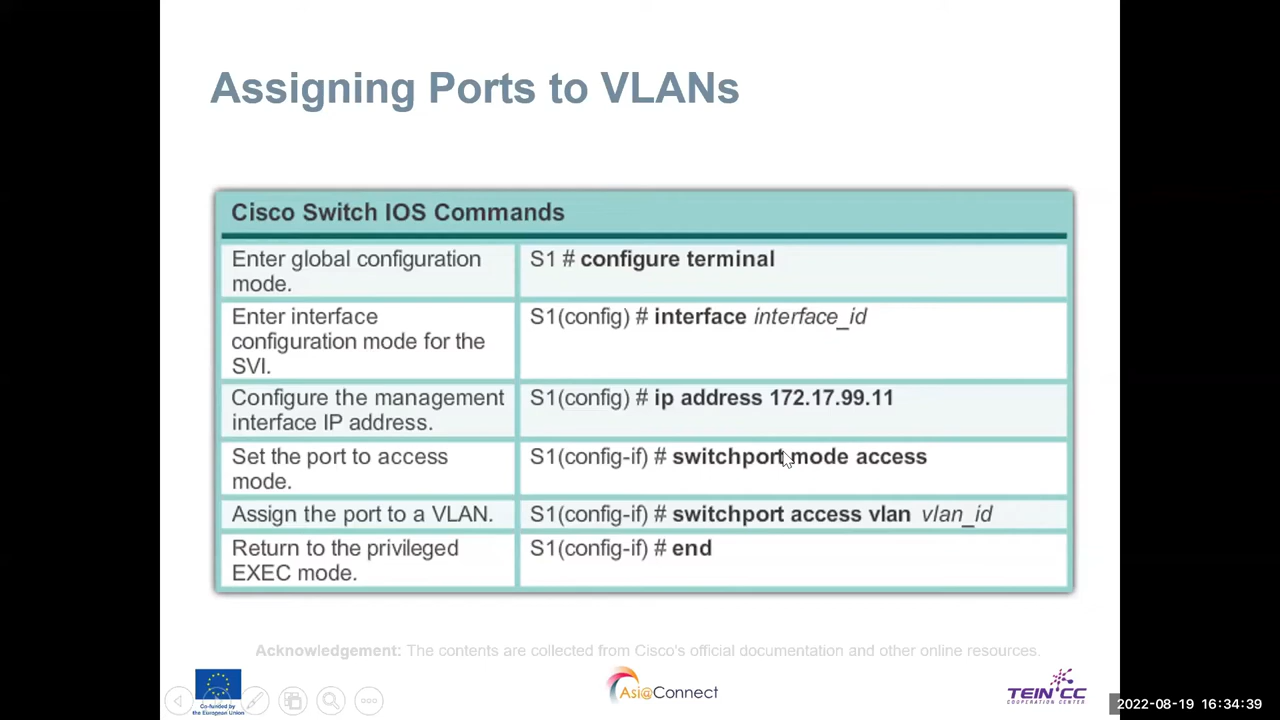 Assigning Ports to VLANs
Cisco Switch IOS Commands
Enter global configuration
mode.
S1 # configure terminal
Enter interface
configuration mode for the
SVI.
S1(config) # interface interface_id
Configure the management
interface IP address.
S1(config) # ip address 172.17.99.11
Set the port to access
mode.
S1(config-if) # switchport mode access
Assign the port to a VLAN.
S1(config-if) # switchport access vlan vlan_id
Return to the privileged
EXEC mode.
S1(config-if) # end
Acknowledgement: The contents are collected from Cisco's official documentation and other online resources.
Co-funded by
the European Union
Asi@Connect
TEIN CC
COOPERATION CENTER
2022-08-19 16:34:39